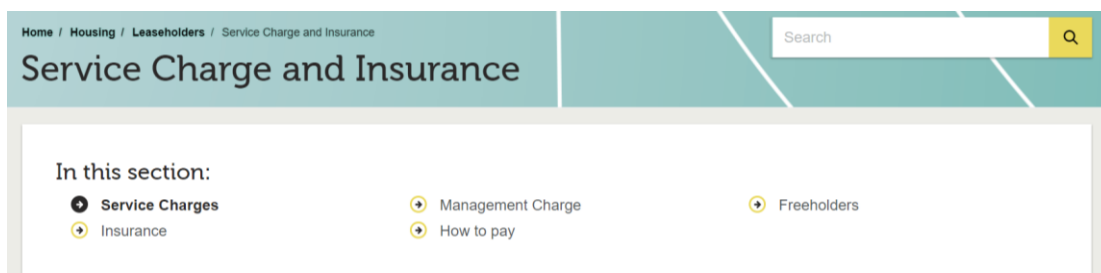 Home / Housing / Leaseholders / Service Charge and Insurance
Search
Service Charge and Insurance
In this section:
Service Charges
Management Charge
Freeholders
Insurance
How to pay